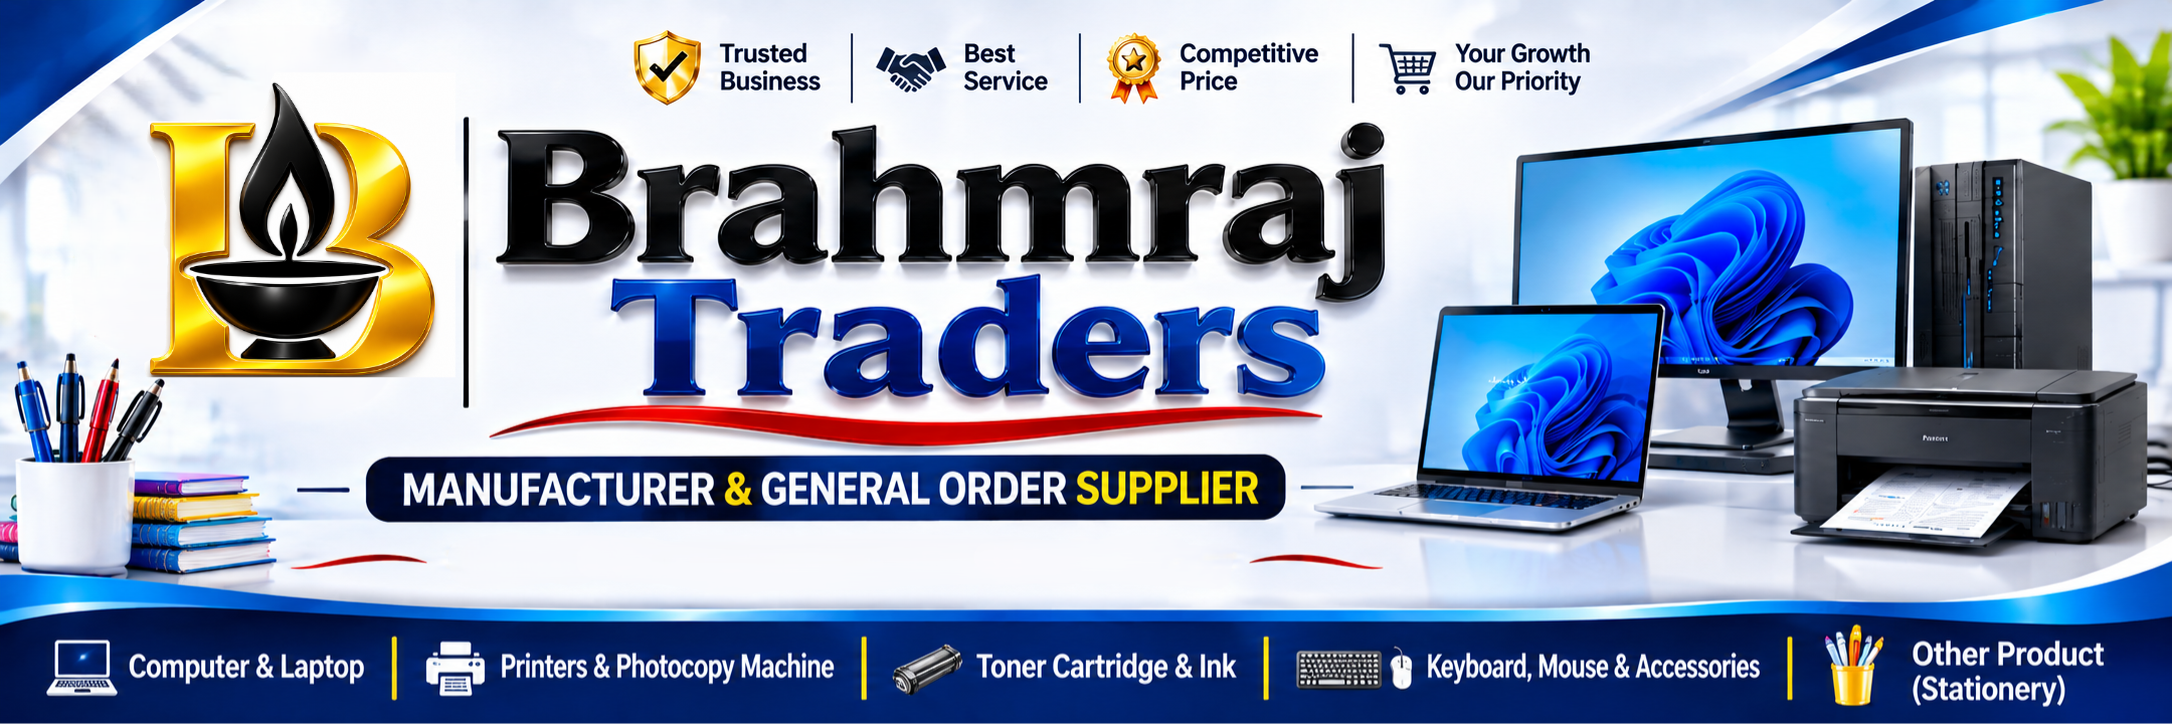 Trusted
Business
Best
Service
Competitive
Price
Your Growth
Our Priority
B
Brahmraj
Traders
MANUFACTURER & GENERAL ORDER SUPPLIER
Computer & Laptop
Printers & Photocopy Machine
Toner Cartridge & Ink
Keyboard, Mouse & Accessories
Other Product
(Stationery)